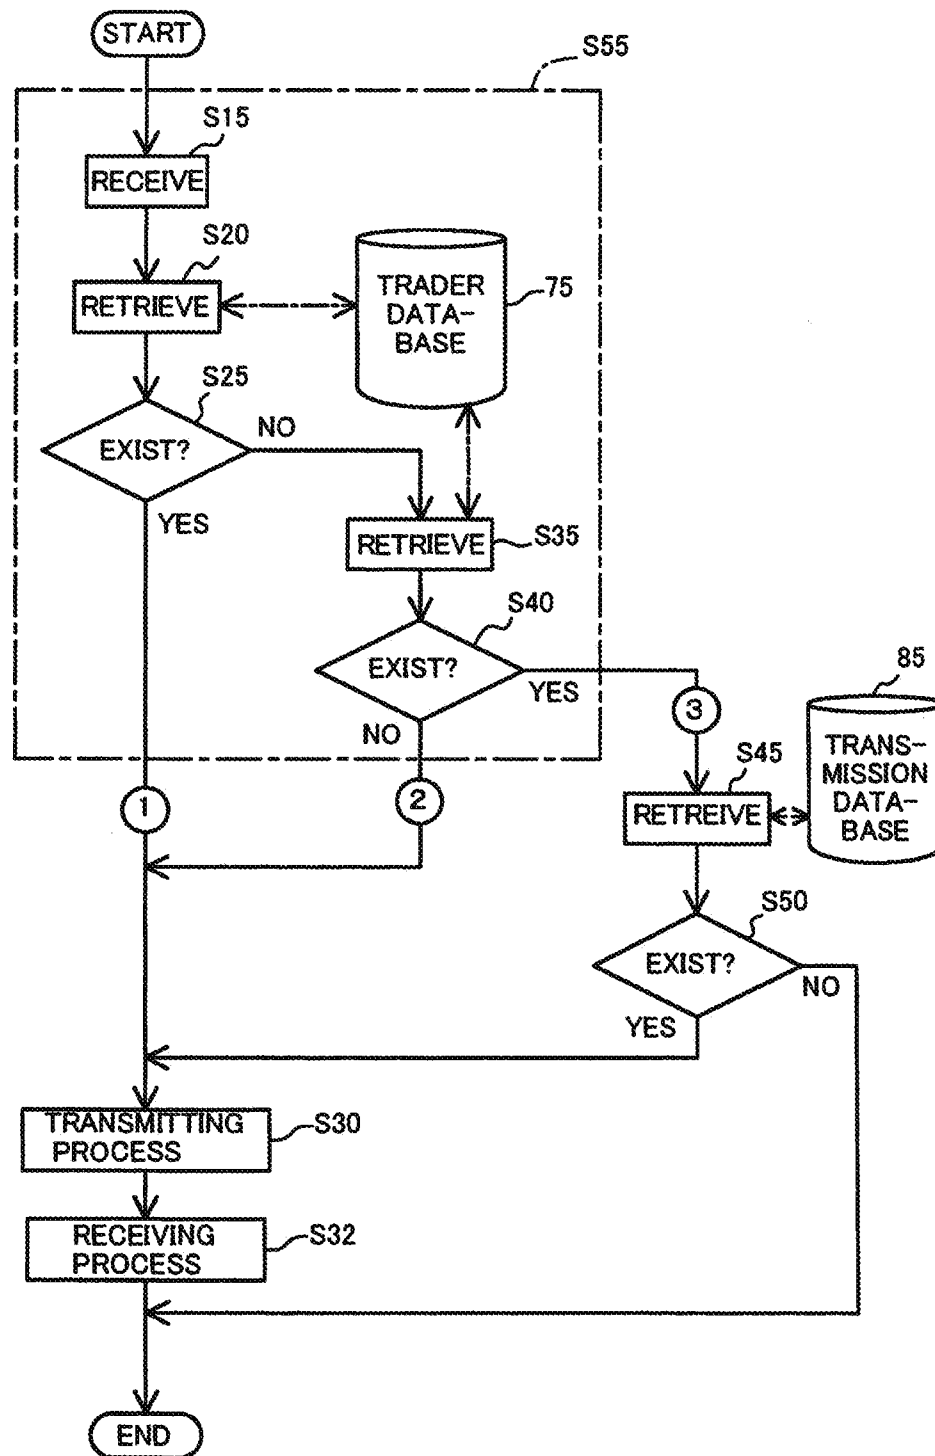 START
S55
S15
RECEIVE
S20
RETRIEVE
TRADER
DATA-
BASE
75
S25
EXIST?
NO
YES
RETRIEVE
S35
S40
EXIST?
YES
NO
85
3
TRANS-
MISSION
DATA-
BASE
S45
RETREIVE
1
2
S50
EXIST?
NO
YES
TRANSMITTING
PROCESS
S30
RECEIVING
PROCESS
S32
END